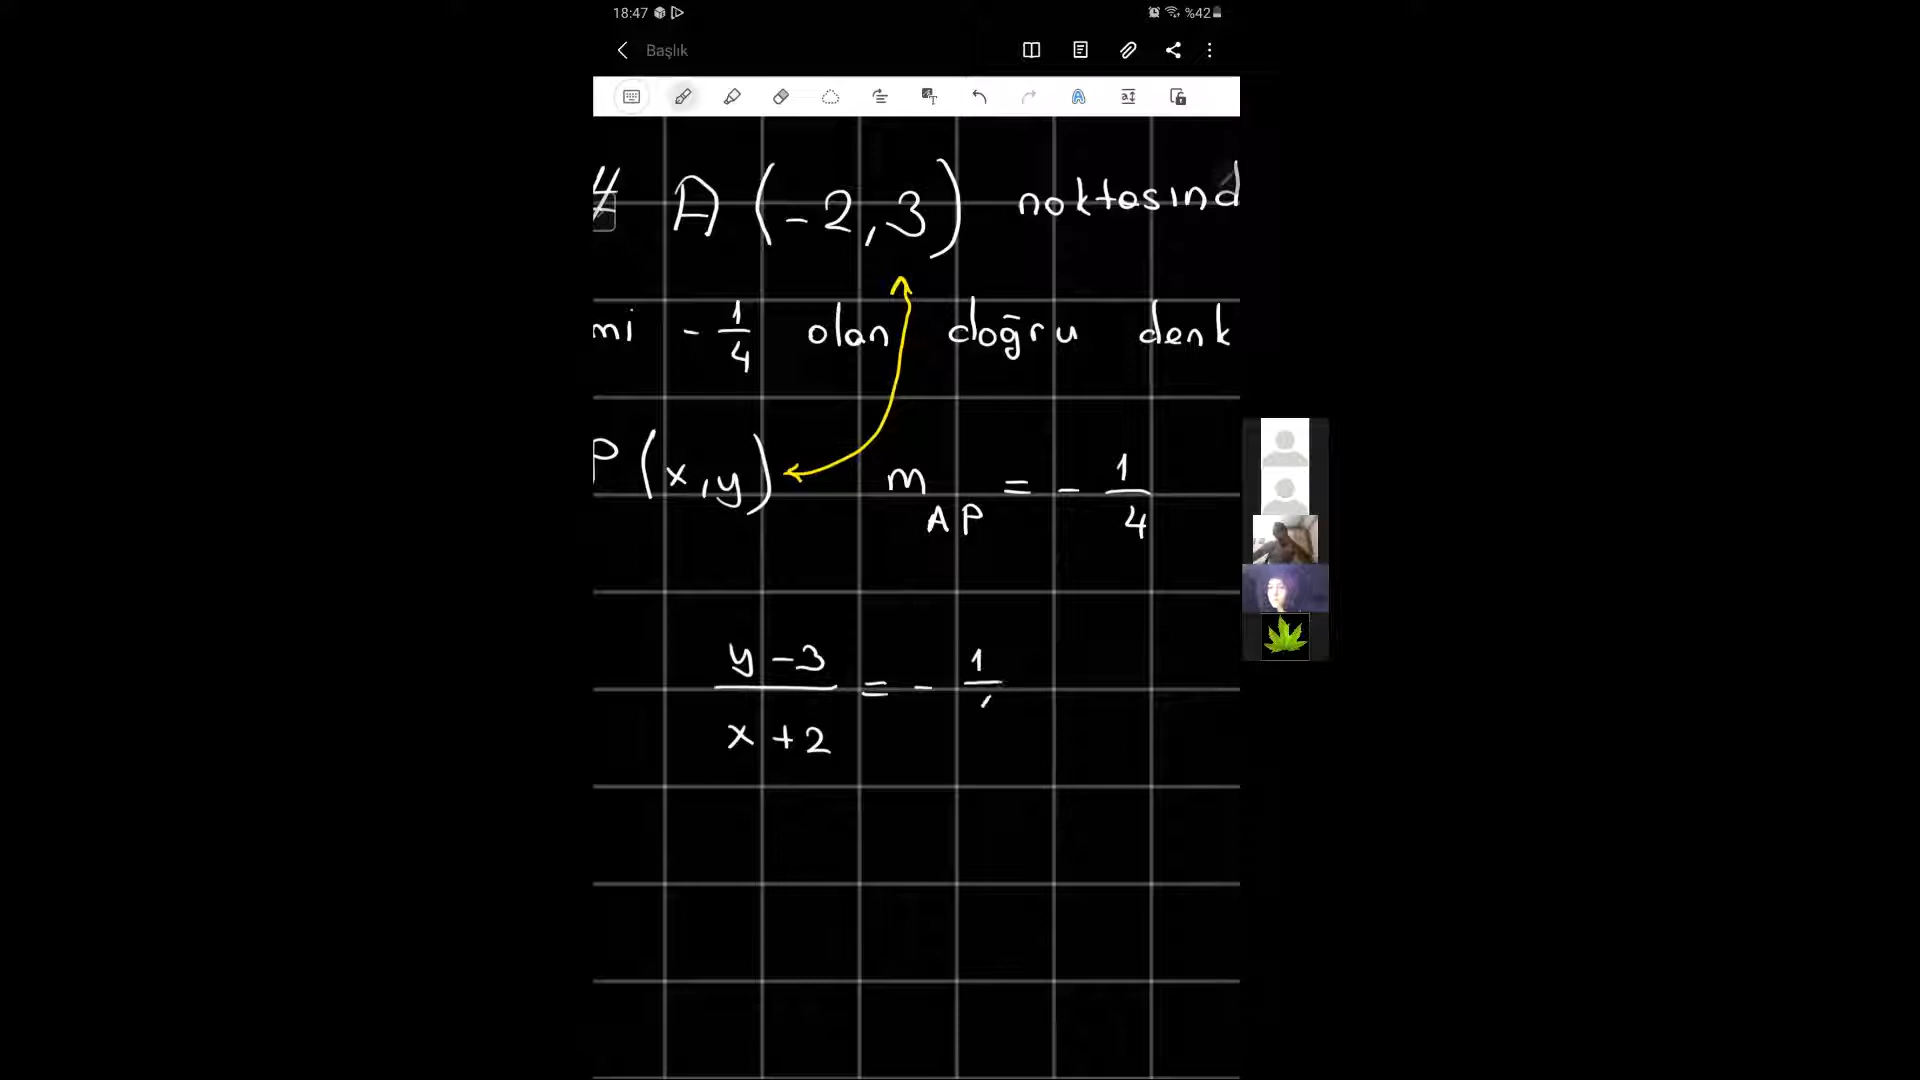 18:47 %42
Başlık
A (-2,3) noktasınd
mi - 1/4 olan doğru denk
P (x,y) m AP = - 1/4
y-3 / x+2 = - 1/